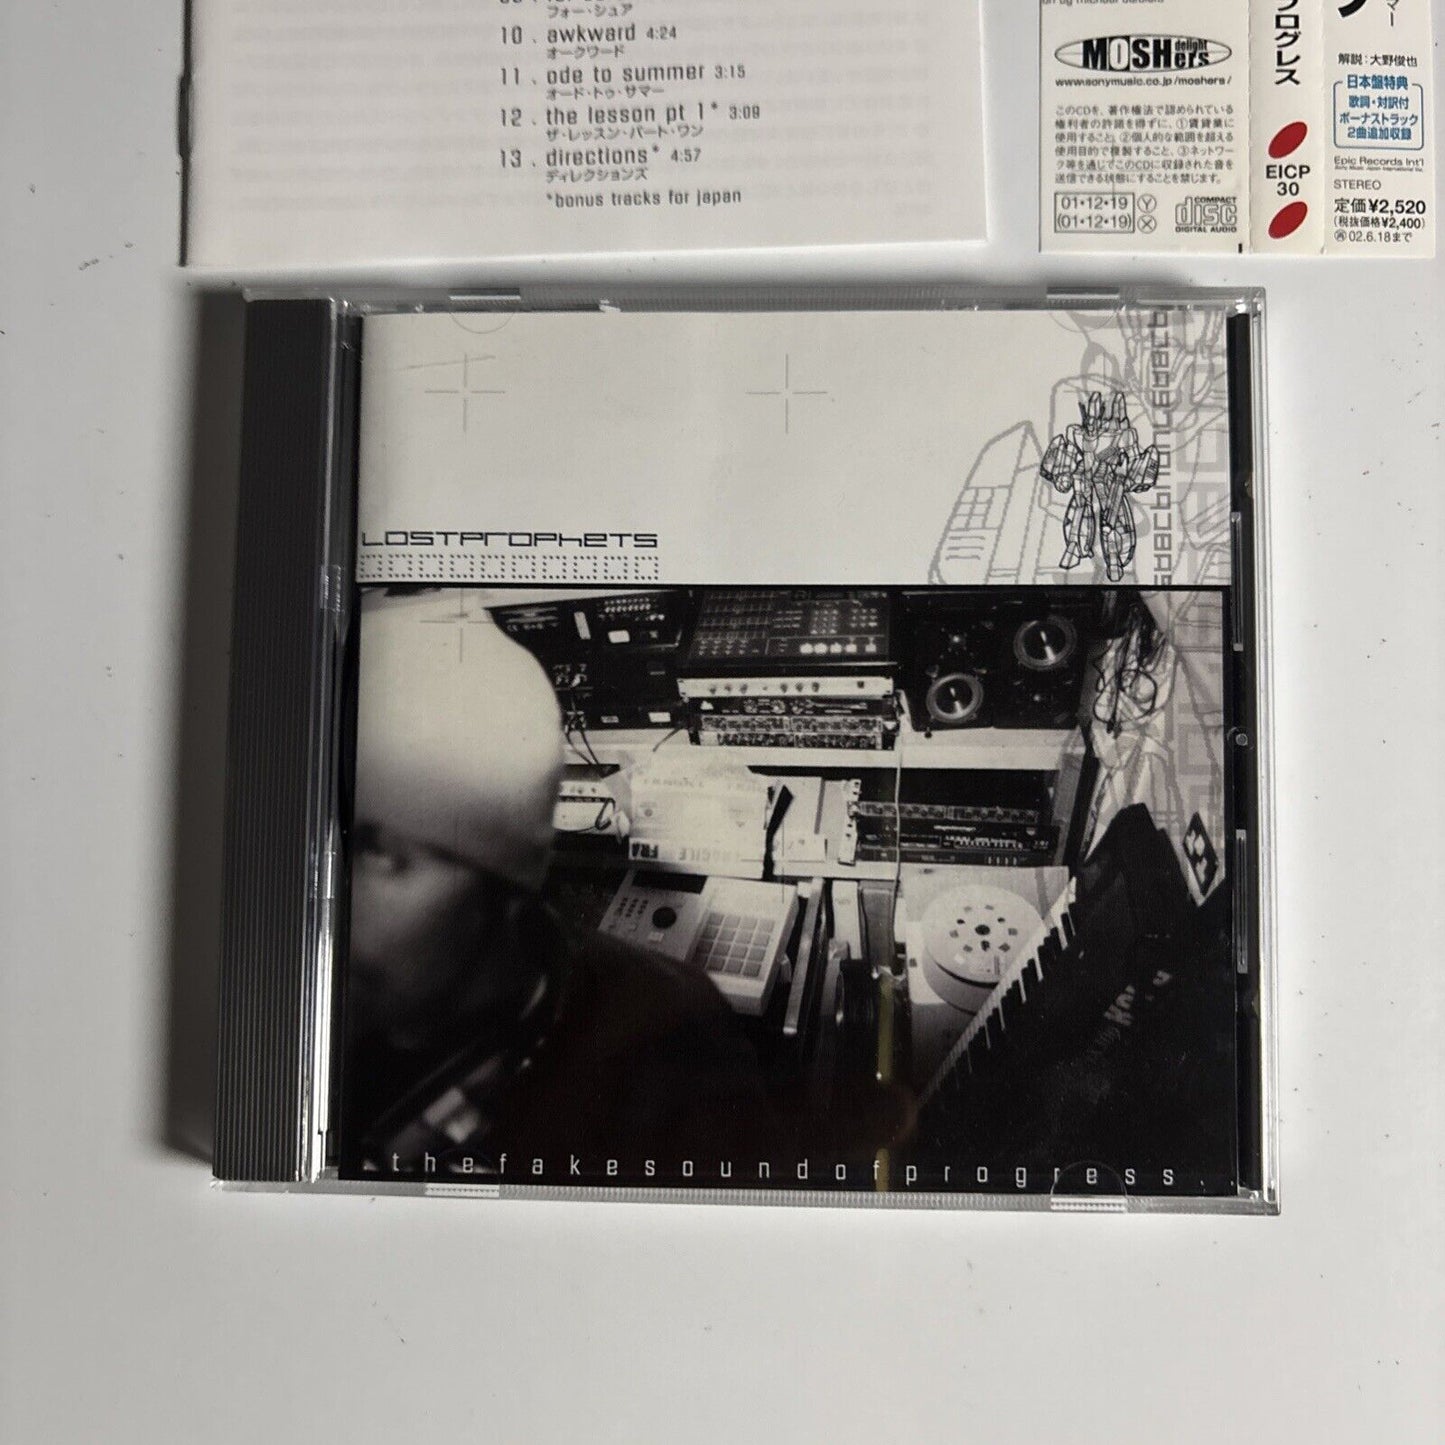 フォー・シュア
10 . awkward 4:24
オークワード
11 . ode to summer 3:15
オード・トゥ・サマー
12 . the lesson pt 1* 3:09
ザ・レッスン・パート・ワン
13 . directions* 4:57
ディレクションズ
*bonus tracks for japan
MOSHers
delight
www.sonymusic.co.jp/moshers/
このCDを、著作権法で認められている
権利者の許諾を得ずに、①賃貸業に
使用すること、②個人的な範囲を超える
使用目的で複製すること、③ネットワー
ク等を通じてこのCDに収録された音を
送信できる状態にすることを禁じます。
01・12・19 Ⓨ
(01・12・19) Ⓧ
COMPACT
disc
DIGITAL AUDIO
プログレス
EICP
30
マー
解説:大野俊也
日本盤特典
歌詞・対訳付
ボーナストラック
2曲追加収録
Epic Records Int'l
STEREO
定価¥2,520
(税抜価格¥2,400)
㋐02.6.18まで
LOSTPROPHETS
FRAGILE FRA
thefakesoundofprogress..